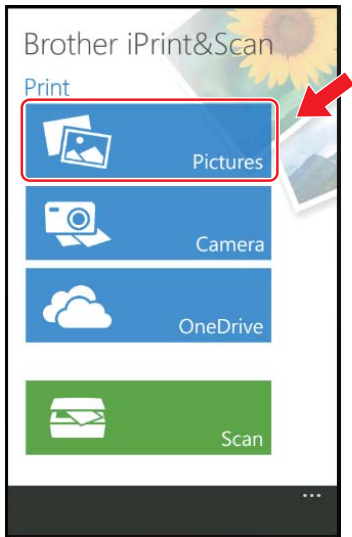 Brother iPrint&Scan
Print
Pictures
Camera
OneDrive
Scan
...